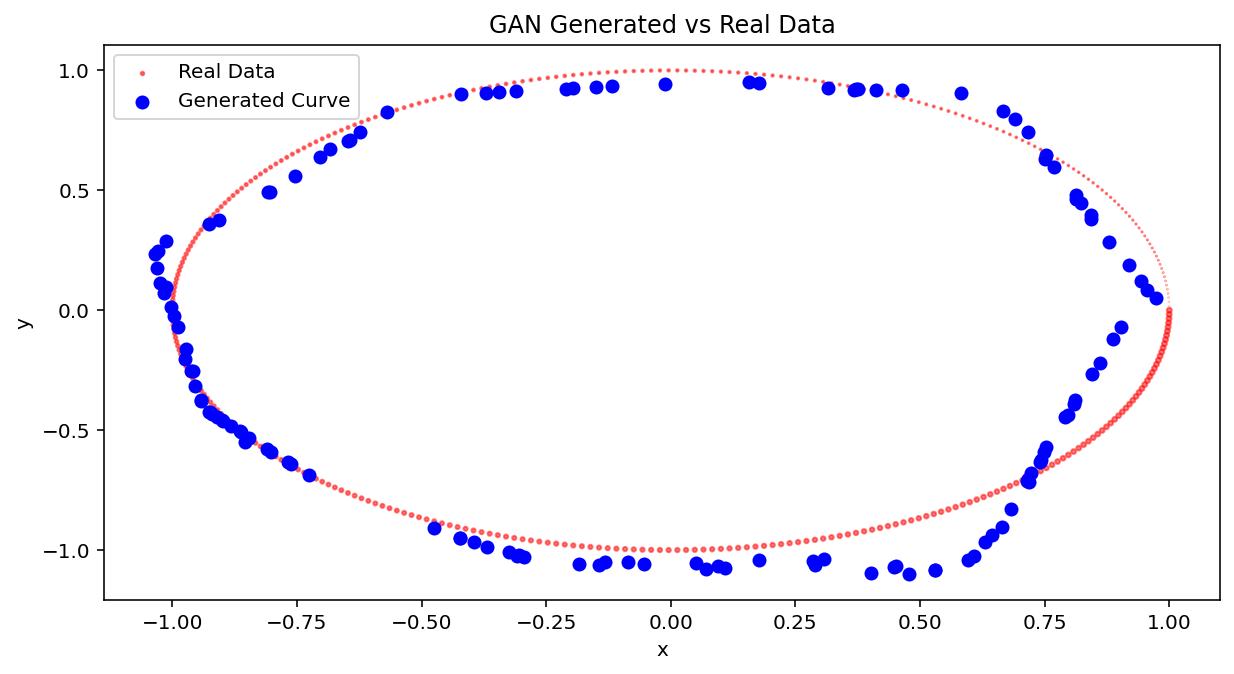 GAN Generated vs Real Data
Real Data
Generated Curve
1.0
0.5
0.0
−0.5
−1.0
y
−1.00 −0.75 −0.50 −0.25 0.00 0.25 0.50 0.75 1.00
x